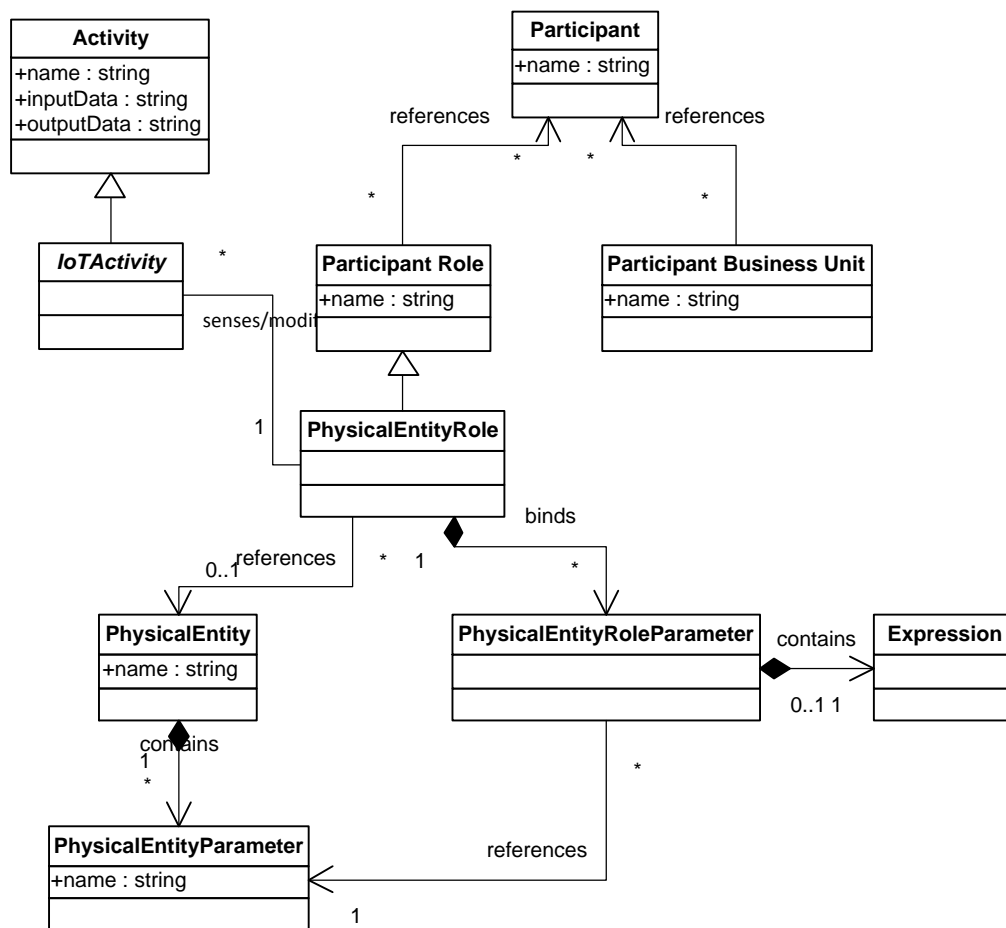 Activity
+name : string
+inputData : string
+outputData : string
Participant
+name : string
references
references
*
*
*
*
IoTActivity
*
senses/modif
Participant Role
+name : string
Participant Business Unit
+name : string
1
PhysicalEntityRole
references
0..1
*
1
binds
*
PhysicalEntity
+name : string
PhysicalEntityRoleParameter
contains
0..1 1
Expression
contains
1
*
*
PhysicalEntityParameter
+name : string
references
1